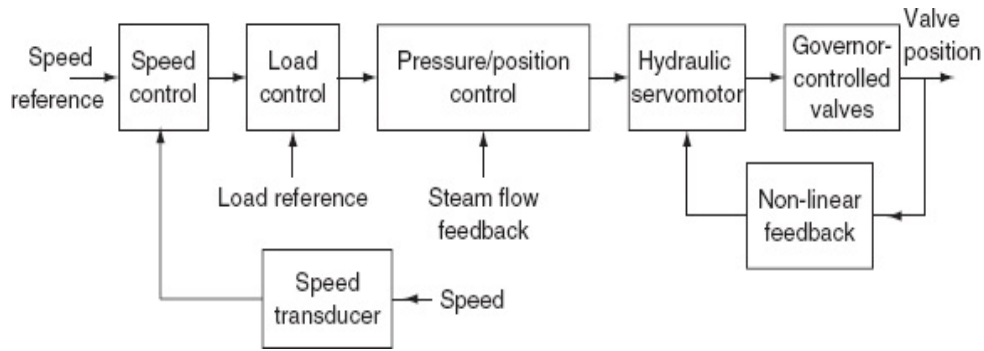 Speed
reference
Speed
control
Load
control
Pressure/position
control
Hydraulic
servomotor
Governor-
controlled
valves
Valve
position
Load reference
Steam flow
feedback
Non-linear
feedback
Speed
transducer
Speed